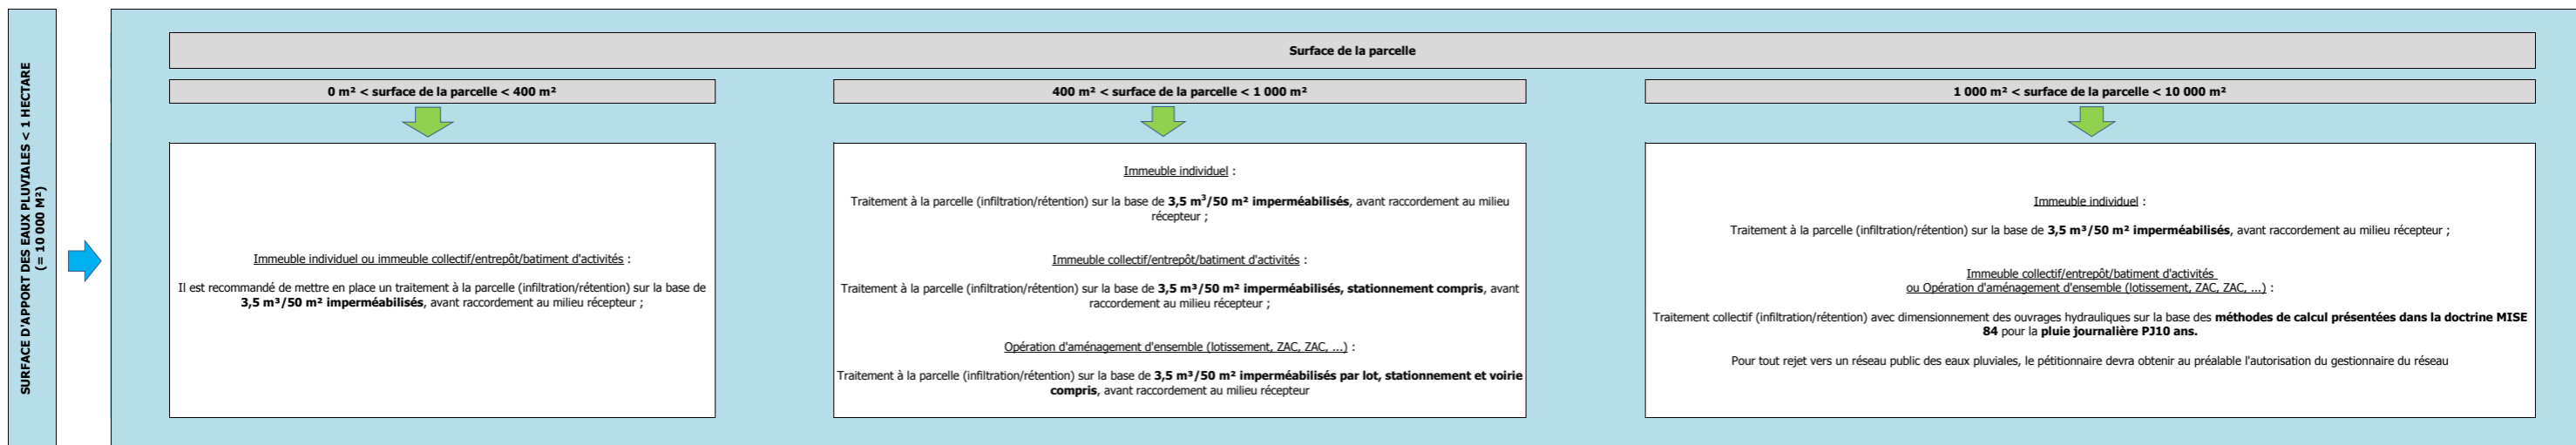 SURFACE D'APPORT DES EAUX PLUVIALES < 1 HECTARE
(= 10 000 M²)
Surface de la parcelle
0 m² < surface de la parcelle < 400 m²
Immeuble individuel ou immeuble collectif/entrepôt/batiment d'activités :
Il est recommandé de mettre en place un traitement à la parcelle (infiltration/rétention) sur la base de
3,5 m³/50 m² imperméabilisés, avant raccordement au milieu récepteur ;
400 m² < surface de la parcelle < 1 000 m²
Immeuble individuel :
Traitement à la parcelle (infiltration/rétention) sur la base de 3,5 m³/50 m² imperméabilisés, avant raccordement au milieu
récepteur ;
Immeuble collectif/entrepôt/batiment d'activités :
Traitement à la parcelle (infiltration/rétention) sur la base de 3,5 m³/50 m² imperméabilisés, stationnement compris, avant
raccordement au milieu récepteur ;
Opération d'aménagement d'ensemble (lotissement, ZAC, ZAC, ...) :
Traitement à la parcelle (infiltration/rétention) sur la base de 3,5 m³/50 m² imperméabilisés par lot, stationnement et voirie
compris, avant raccordement au milieu récepteur
1 000 m² < surface de la parcelle < 10 000 m²
Immeuble individuel :
Traitement à la parcelle (infiltration/rétention) sur la base de 3,5 m³/50 m² imperméabilisés, avant raccordement au milieu récepteur ;
Immeuble collectif/entrepôt/batiment d'activités
ou Opération d'aménagement d'ensemble (lotissement, ZAC, ZAC, ...) :
Traitement collectif (infiltration/rétention) avec dimensionnement des ouvrages hydrauliques sur la base des méthodes de calcul présentées dans la doctrine MISE
84 pour la pluie journalière PJ10 ans.
Pour tout rejet vers un réseau public des eaux pluviales, le pétitionnaire devra obtenir au préalable l'autorisation du gestionnaire du réseau